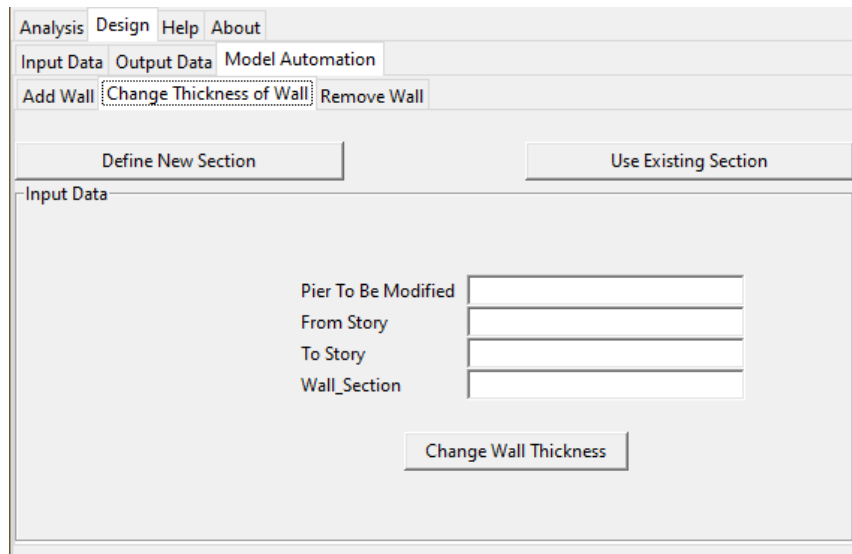 Analysis Design Help About
Input Data Output Data Model Automation
Add Wall Change Thickness of Wall Remove Wall
Define New Section Use Existing Section
Input Data
Pier To Be Modified
From Story
To Story
Wall_Section
Change Wall Thickness